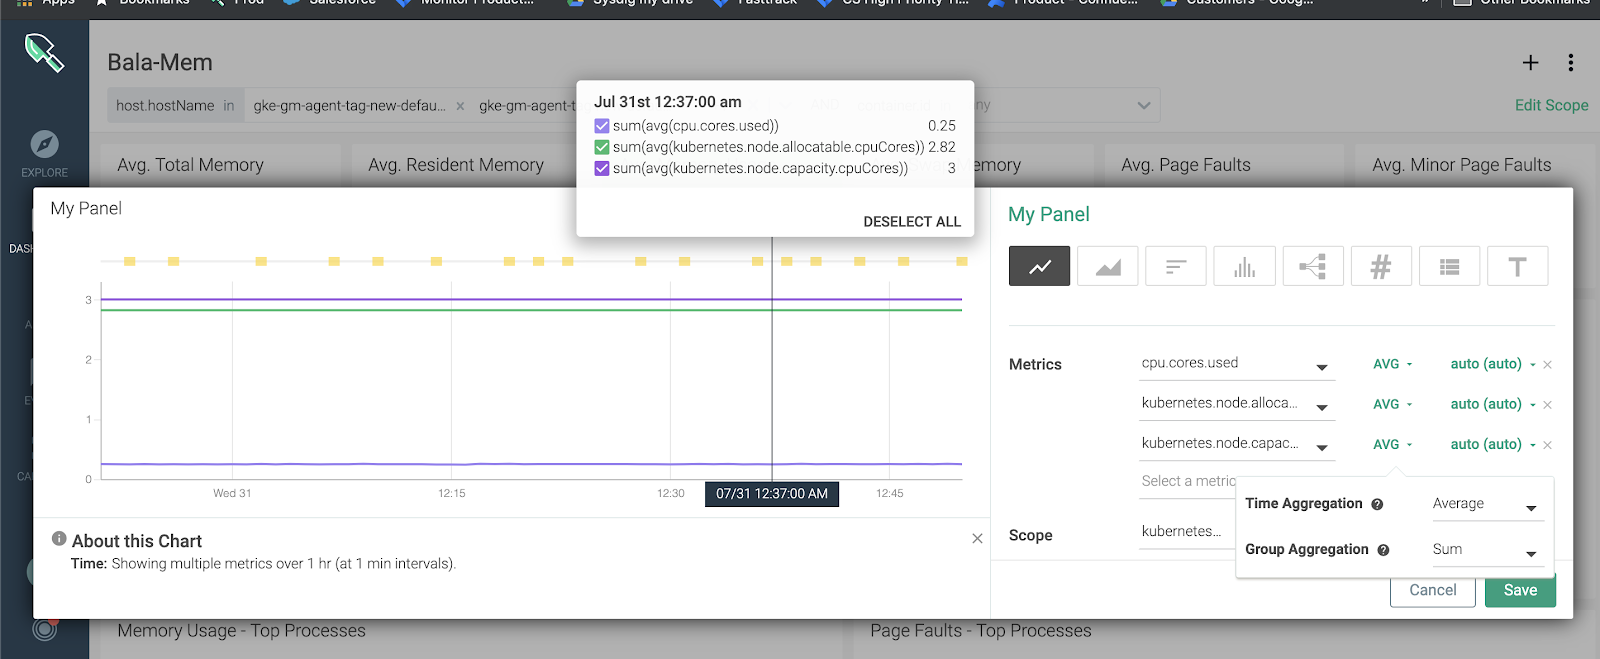 Apps
Bookmarks
Prod
Salesforce
Monitor Product...
Sysdig my drive
Fasttrack
CS High Priority Ti...
Product - Conflue...
Customers - Goog...
Other Bookmarks
Bala-Mem
host.hostName in gke-gm-agent-tag-new-defau... × gke-gm-agent-t
ny
Edit Scope
Jul 31st 12:37:00 am
sum(avg(cpu.cores.used)) 0.25
sum(avg(kubernetes.node.allocatable.cpuCores)) 2.82
sum(avg(kubernetes.node.capacity.cpuCores)) 3
DESELECT ALL
EXPLORE
Avg. Total Memory
Avg. Resident Memory
emory
Avg. Page Faults
Avg. Minor Page Faults
DASH
My Panel
3
2
1
0
Wed 31
12:15
12:30
07/31 12:37:00 AM
12:45
About this Chart
Time: Showing multiple metrics over 1 hr (at 1 min intervals).
My Panel
#
T
Metrics
cpu.cores.used AVG auto (auto) ×
kubernetes.node.alloca... AVG auto (auto) ×
kubernetes.node.capac... AVG auto (auto) ×
Select a metric
Time Aggregation ? Average
Scope kubernetes...
Group Aggregation ? Sum
Cancel
Save
Memory Usage - Top Processes
Page Faults - Top Processes